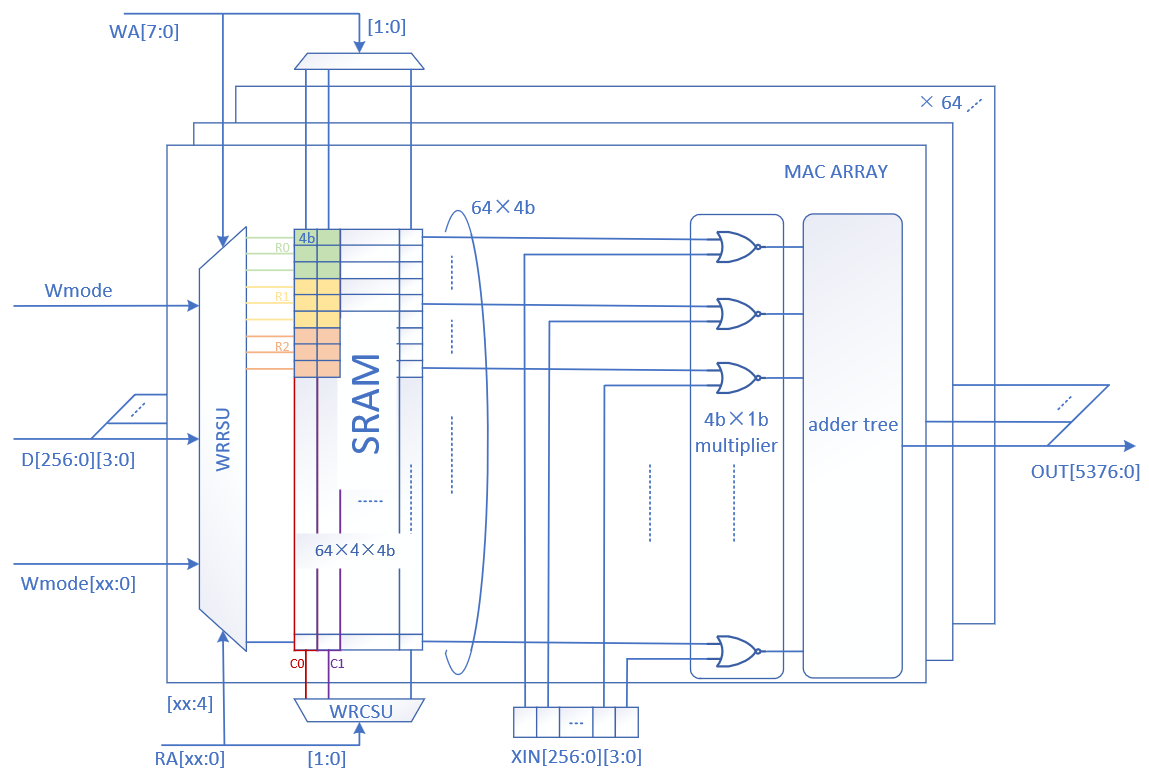 WA[7:0]
[1:0]
× 64
MAC ARRAY
64×4b
4b
R0
R1
R2
Wmode
WRRSU
SRAM
D[256:0][3:0]
4b×1b
multiplier
adder tree
OUT[5376:0]
64×4×4b
Wmode[xx:0]
C0
C1
[xx:4]
WRCSU
RA[xx:0]
[1:0]
XIN[256:0][3:0]